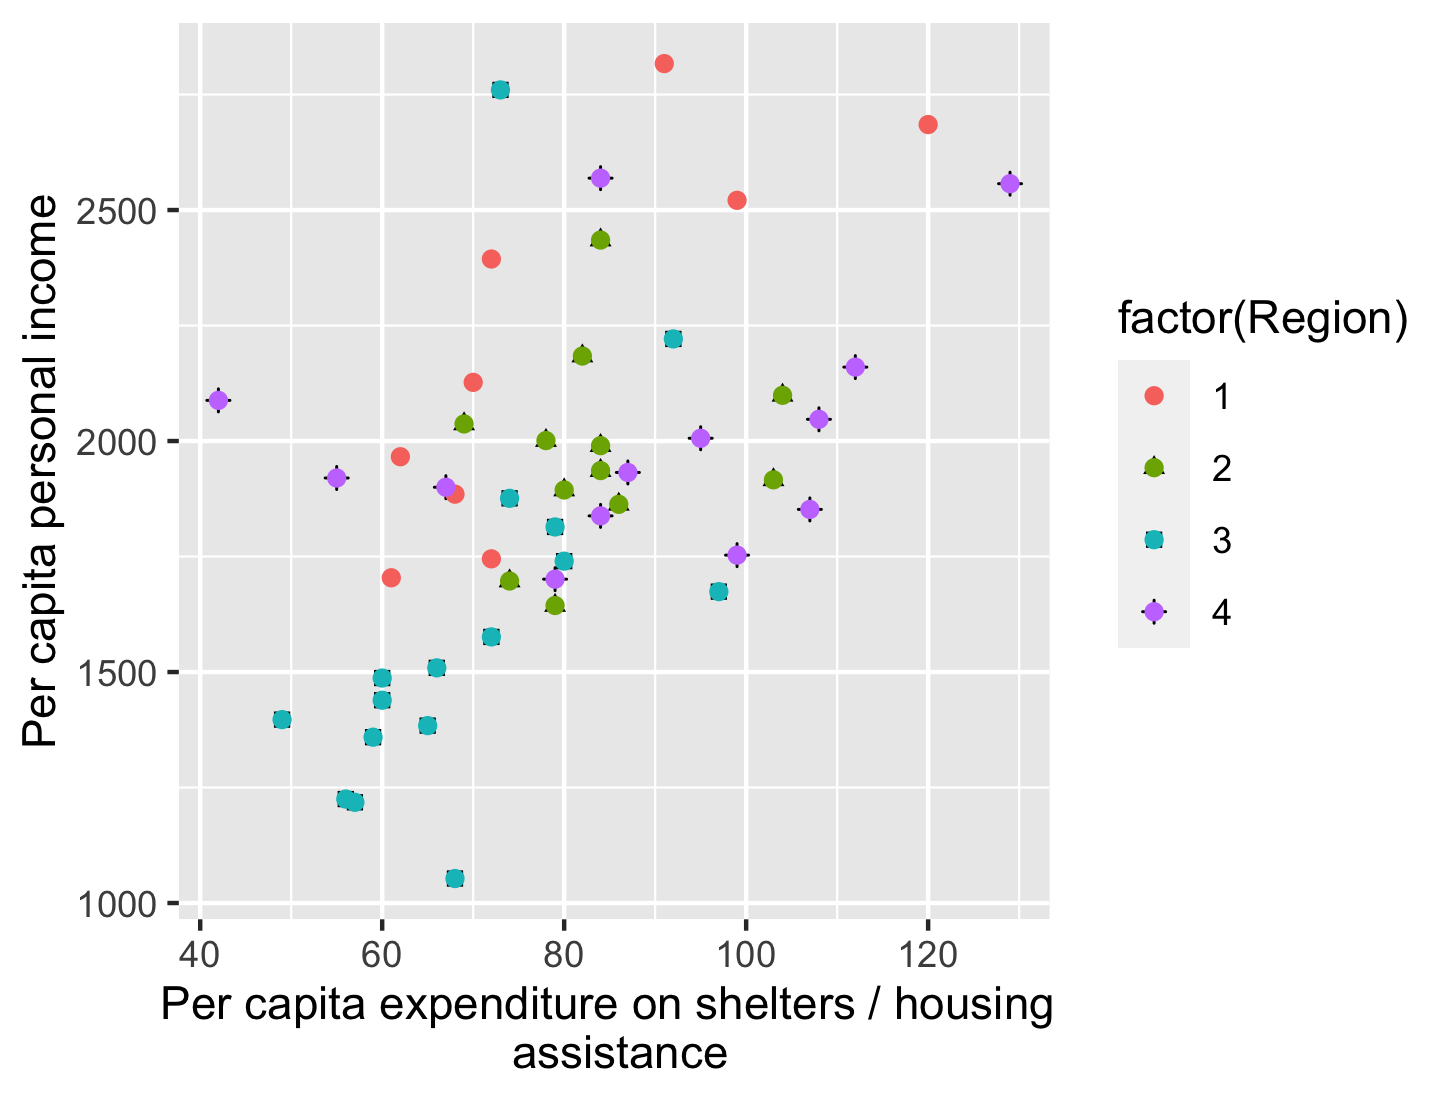 Per capita personal income
2500
2000
1500
1000
40 60 80 100 120
Per capita expenditure on shelters / housing
assistance
factor(Region)
1
2
3
4